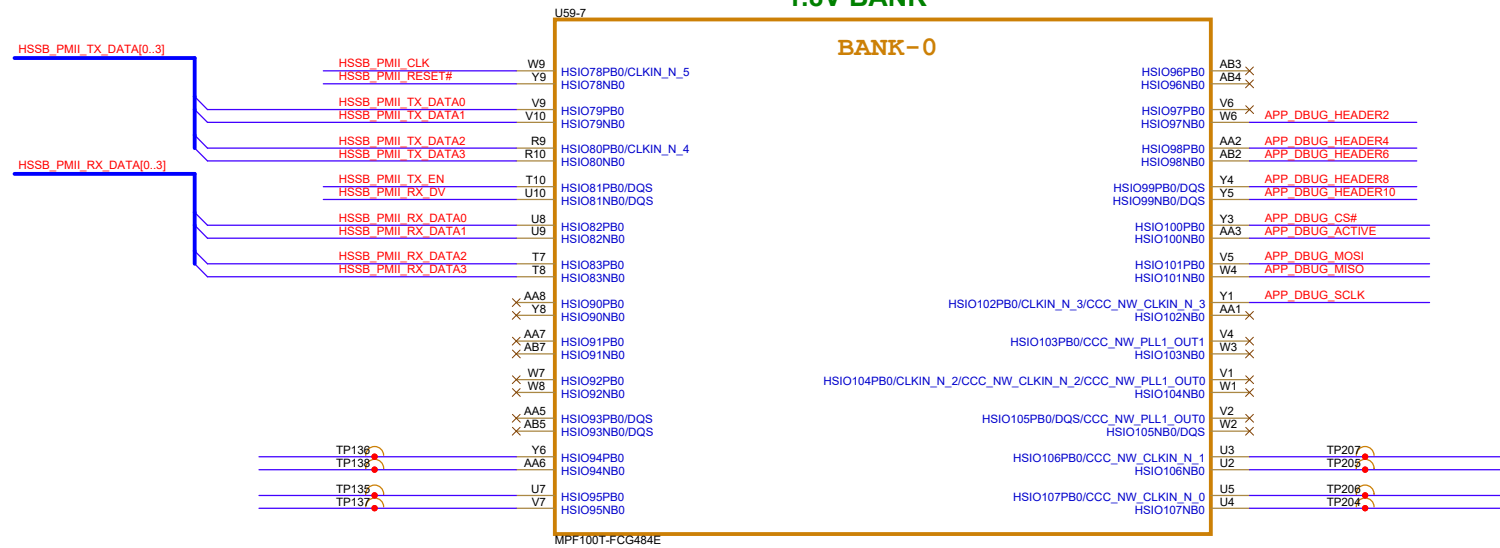 U59-7
BANK-0
HSSB_PMII_TX_DATA[0..3]
HSSB_PMII_CLK W9 HSIO78PB0/CLKIN_N_5
HSSB_PMII_RESET# Y9 HSIO78NB0
HSSB_PMII_TX_DATA0 V9 HSIO79PB0
HSSB_PMII_TX_DATA1 V10 HSIO79NB0
HSSB_PMII_TX_DATA2 R9 HSIO80PB0/CLKIN_N_4
HSSB_PMII_TX_DATA3 R10 HSIO80NB0
HSSB_PMII_RX_DATA[0..3]
HSSB_PMII_TX_EN T10 HSIO81PB0/DQS
HSSB_PMII_RX_DV U10 HSIO81NB0/DQS
HSSB_PMII_RX_DATA0 U8 HSIO82PB0
HSSB_PMII_RX_DATA1 U9 HSIO82NB0
HSSB_PMII_RX_DATA2 T7 HSIO83PB0
HSSB_PMII_RX_DATA3 T8 HSIO83NB0
AA8 HSIO90PB0
Y8 HSIO90NB0
AA7 HSIO91PB0
AB7 HSIO91NB0
W7 HSIO92PB0
W8 HSIO92NB0
AA5 HSIO93PB0/DQS
AB5 HSIO93NB0/DQS
TP136 Y6 HSIO94PB0
TP138 AA6 HSIO94NB0
TP135 U7 HSIO95PB0
TP137 V7 HSIO95NB0
HSIO96PB0 AB3
HSIO96NB0 AB4
HSIO97PB0 V6
HSIO97NB0 W6 APP_DBUG_HEADER2
HSIO98PB0 AA2 APP_DBUG_HEADER4
HSIO98NB0 AB2 APP_DBUG_HEADER6
HSIO99PB0/DQS Y4 APP_DBUG_HEADER8
HSIO99NB0/DQS Y5 APP_DBUG_HEADER10
HSIO100PB0 Y3 APP_DBUG_CS#
HSIO100NB0 AA3 APP_DBUG_ACTIVE
HSIO101PB0 V5 APP_DBUG_MOSI
HSIO101NB0 W4 APP_DBUG_MISO
HSIO102PB0/CLKIN_N_3/CCC_NW_CLKIN_N_3 Y1 APP_DBUG_SCLK
HSIO102NB0 AA1
HSIO103PB0/CCC_NW_PLL1_OUT1 V4
HSIO103NB0 W3
HSIO104PB0/CLKIN_N_2/CCC_NW_CLKIN_N_2/CCC_NW_PLL1_OUT0 V1
HSIO104NB0 W1
HSIO105PB0/DQS/CCC_NW_PLL1_OUT0 V2
HSIO105NB0/DQS W2
HSIO106PB0/CCC_NW_CLKIN_N_1 U3 TP207
HSIO106NB0 U2 TP205
HSIO107PB0/CCC_NW_CLKIN_N_0 U5 TP206
HSIO107NB0 U4 TP204
MPF100T-FCG484E